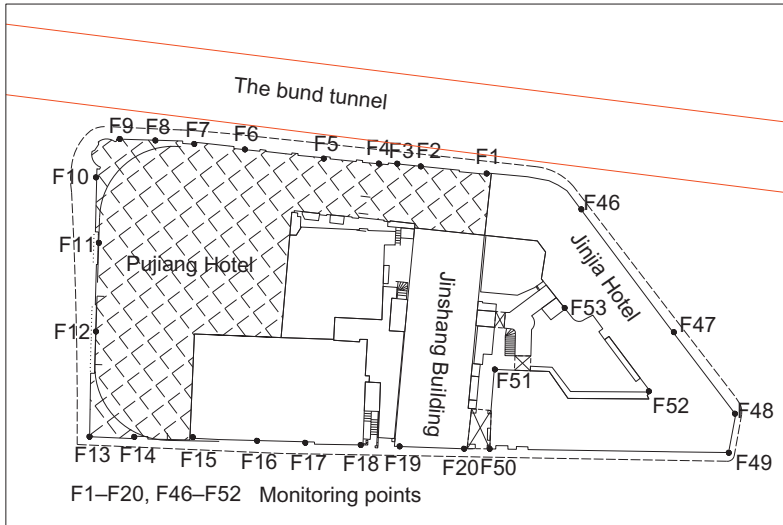 The bund tunnel
F9
F8
F7
F6
F5
F4
F3
F2
F1
F10
F46
F11
Pujiang Hotel
Jinshang Building
Jinjia Hotel
F53
F12
F47
F51
F52
F48
F13
F14
F15
F16
F17
F18
F19
F20
F50
F49
F1–F20, F46–F52 Monitoring points